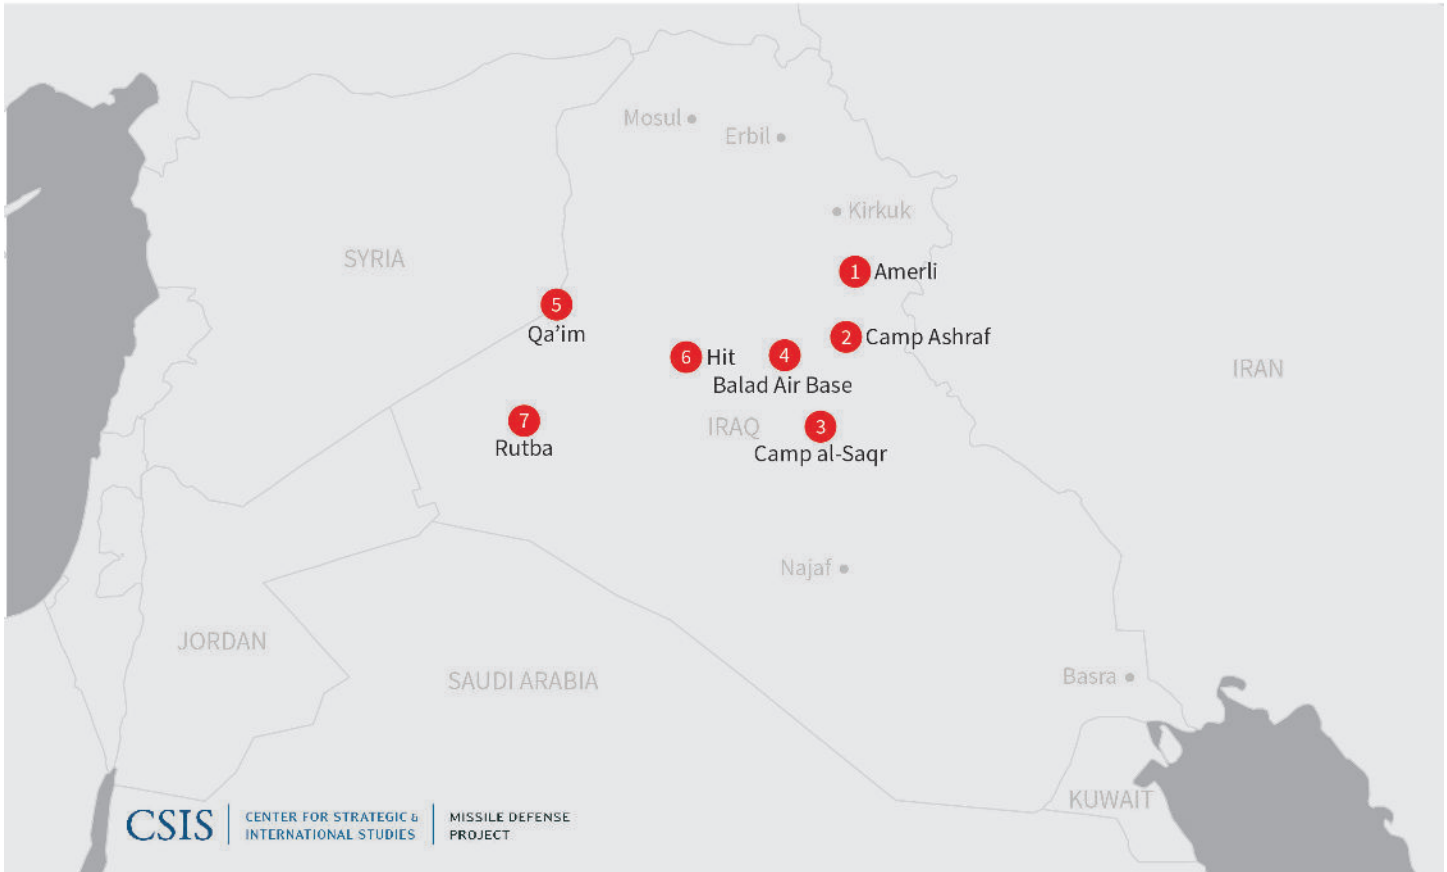 Mosul
Erbil
Kirkuk
SYRIA
1 Amerli
5
Qa'im
2 Camp Ashraf
6 Hit
4
Balad Air Base
IRAN
7
Rutba
IRAQ
3
Camp al-Saqr
Najaf
JORDAN
SAUDI ARABIA
Basra
KUWAIT
CSIS
CENTER FOR STRATEGIC &
INTERNATIONAL STUDIES
MISSILE DEFENSE
PROJECT